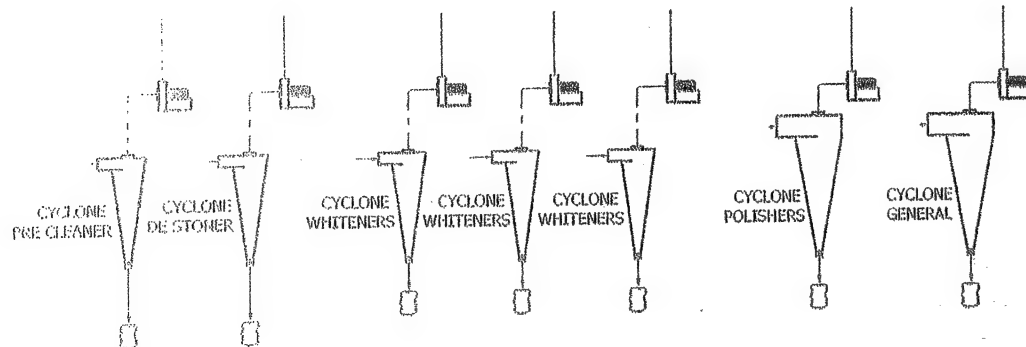 CYCLONE
PRE CLEANER
CYCLONE
DE STONER
CYCLONE
WHITENERS
CYCLONE
WHITENERS
CYCLONE
WHITENERS
CYCLONE
POLISHERS
CYCLONE
GENERAL